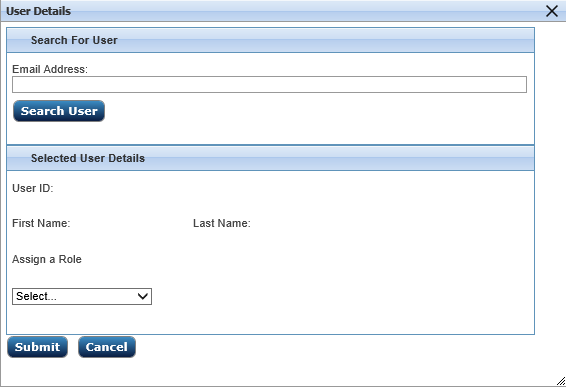 User Details
Search For User
Email Address:
Search User
Selected User Details
User ID:
First Name: Last Name:
Assign a Role
Select...
Submit Cancel